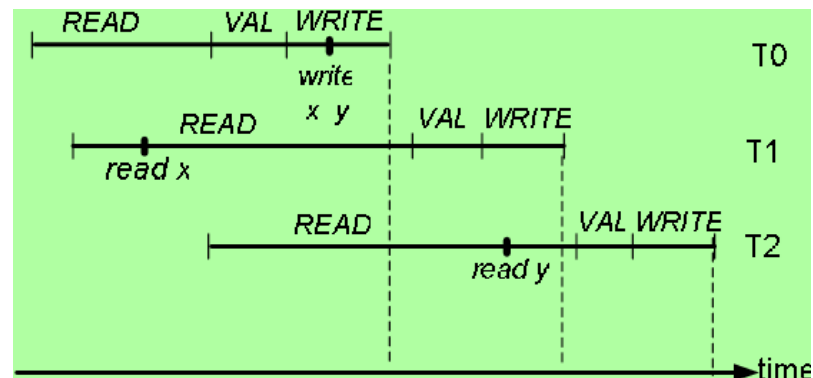 READ VAL WRITE
T0
write
x y
READ VAL WRITE
T1
read x
READ VAL WRITE
T2
read y
time